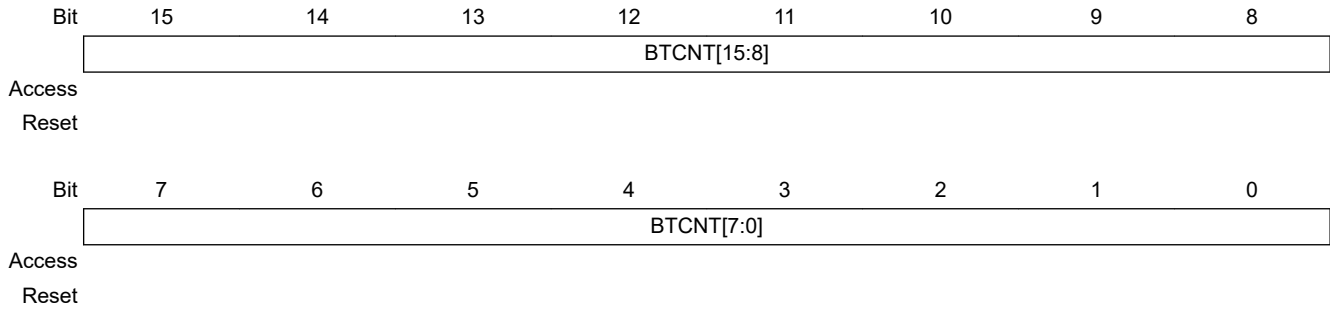 Bit 15 14 13 12 11 10 9 8
BTCNT[15:8]
Access
Reset
Bit 7 6 5 4 3 2 1 0
BTCNT[7:0]
Access
Reset